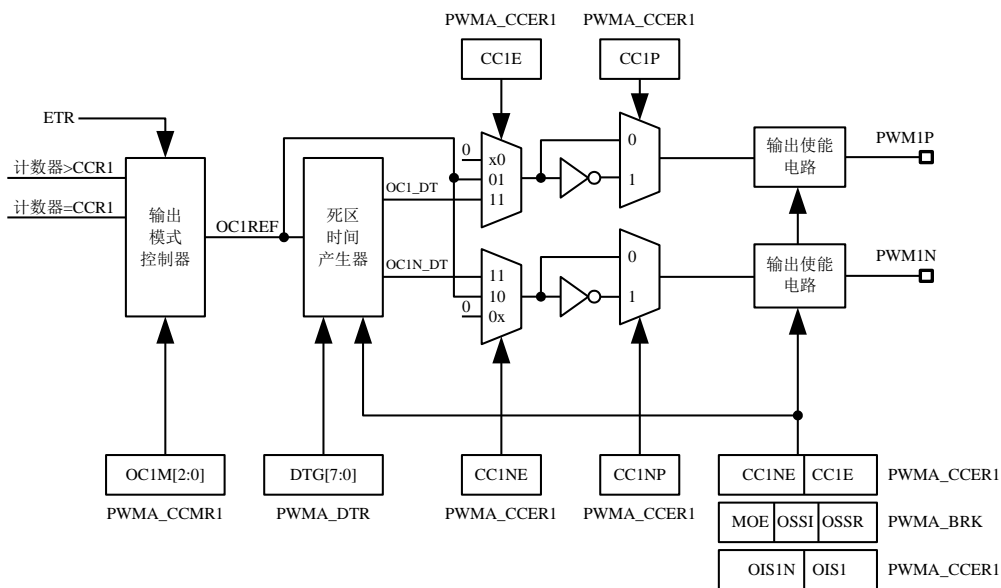 PWMA_CCER1 PWMA_CCER1
CC1E CC1P
ETR
计数器>CCR1
计数器=CCR1
输出
模式
控制器
OC1REF
死区
时间
产生器
OC1_DT
OC1N_DT
0
x0
01
11
11
10
0
0x
0
1
0
1
输出使能
电路
PWM1P
输出使能
电路
PWM1N
OC1M[2:0] DTG[7:0] CC1NE CC1NP CC1NE CC1E PWMA_CCER1
PWMA_CCMR1 PWMA_DTR PWMA_CCER1 PWMA_CCER1
MOE OSSI OSSR PWMA_BRK
OIS1N OIS1 PWMA_CCER1